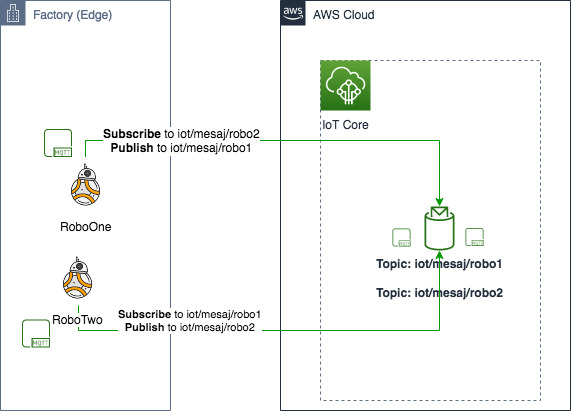 Factory (Edge)
aws
AWS Cloud
IoT Core
Subscribe to iot/mesaj/robo2
Publish to iot/mesaj/robo1
MQTT
RoboOne
MQTT
MQTT
Topic: iot/mesaj/robo1
Topic: iot/mesaj/robo2
RoboTwo
Subscribe to iot/mesaj/robo1
Publish to iot/mesaj/robo2
MQTT